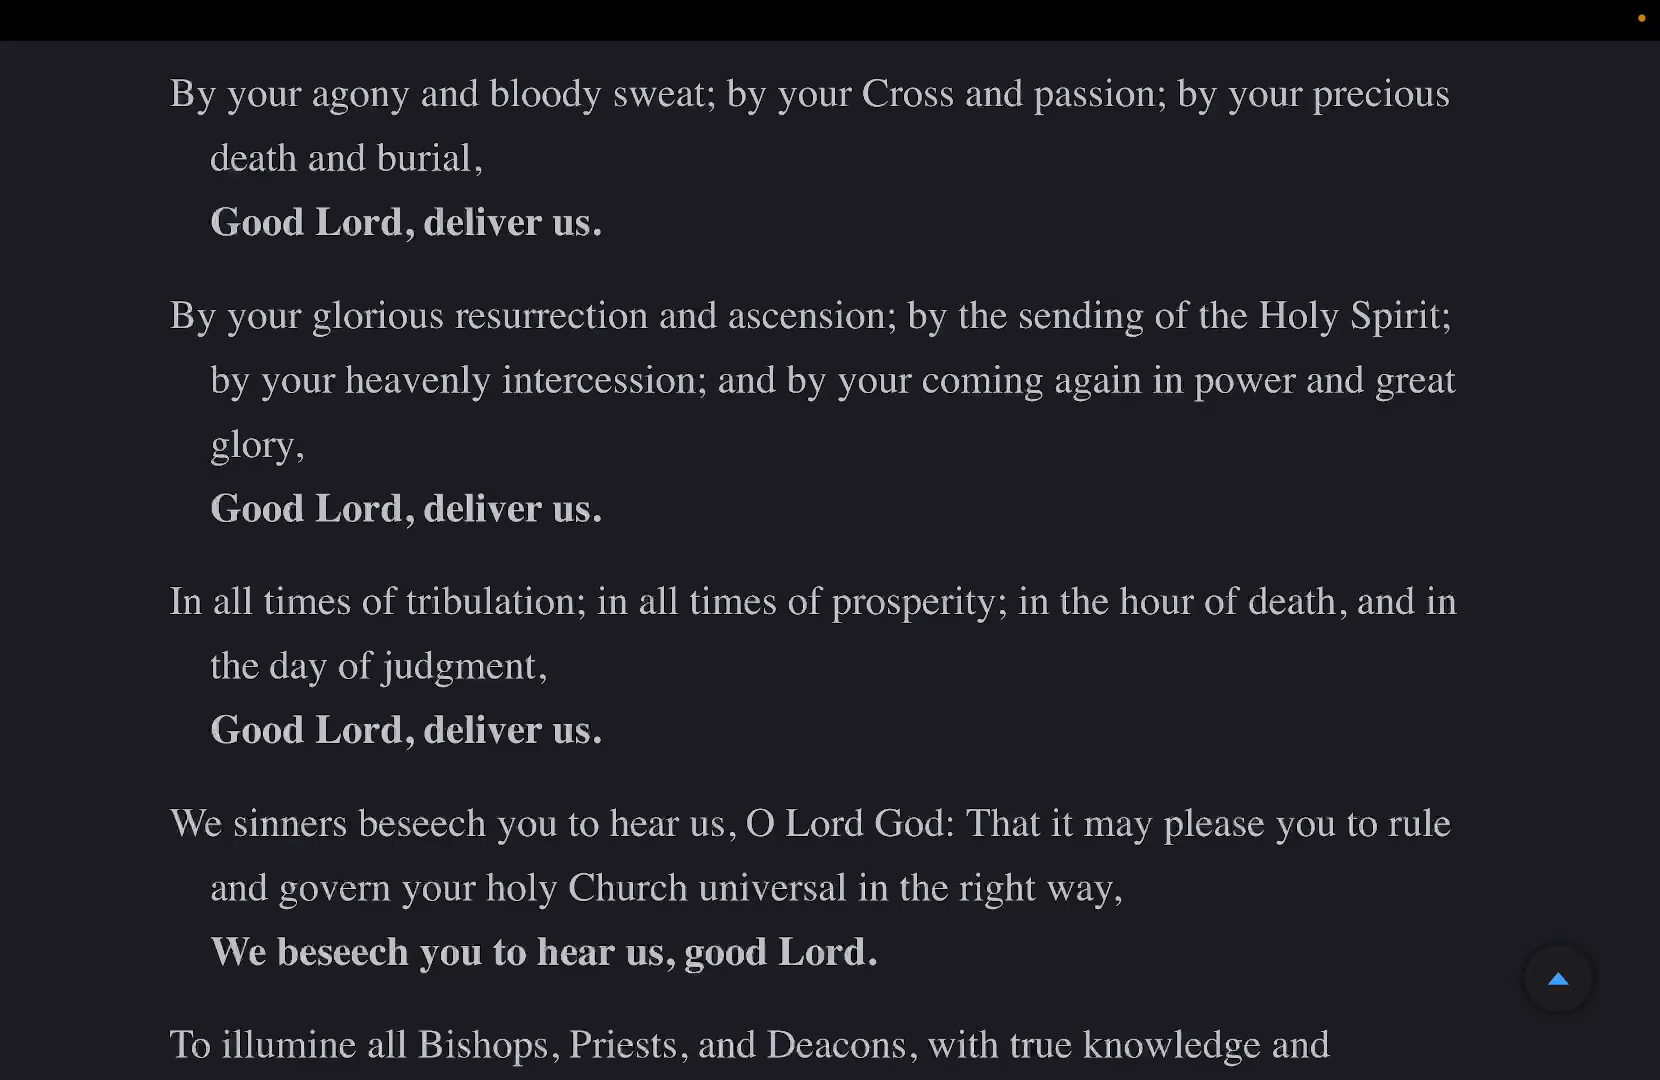 By your agony and bloody sweat; by your Cross and passion; by your precious
death and burial,
Good Lord, deliver us.
By your glorious resurrection and ascension; by the sending of the Holy Spirit;
by your heavenly intercession; and by your coming again in power and great
glory,
Good Lord, deliver us.
In all times of tribulation; in all times of prosperity; in the hour of death, and in
the day of judgment,
Good Lord, deliver us.
We sinners beseech you to hear us, O Lord God: That it may please you to rule
and govern your holy Church universal in the right way,
We beseech you to hear us, good Lord.
To illumine all Bishops, Priests, and Deacons, with true knowledge and